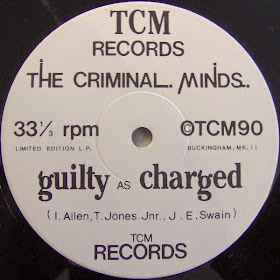 TCM
RECORDS
THE CRIMINAL. MINDS..
33⅓ rpm ©TCM90
LIMITED EDITION L.P. BUCKINGHAM. MK.
guilty AS charged
(I. Allen, T. Jones Jnr., J. E. Swain)
TCM
RECORDS